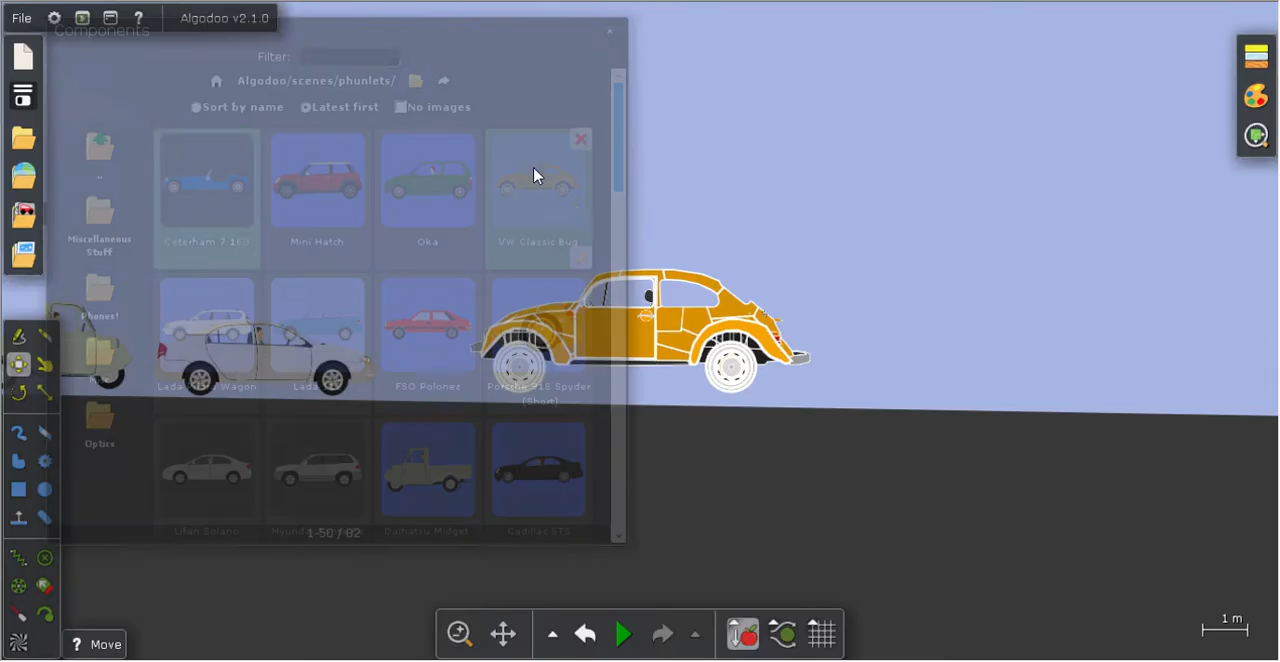 File
?
Algodoo v2.1.0
Components
Filter:
Algodoo/scenes/phunlets/
Sort by name
Latest first
No images
..
Caterham 7 160
Mini Hatch
Oka
VW Classic Bug
Miscellaneous
Stuff
Phones!
Wagon
FSO Polonez
Porsche 918 Spyder
(Short)
Optics
Lifan Solano
Daihatsu Midget
Cadillac STS
1-50 / 82
? Move
1 m